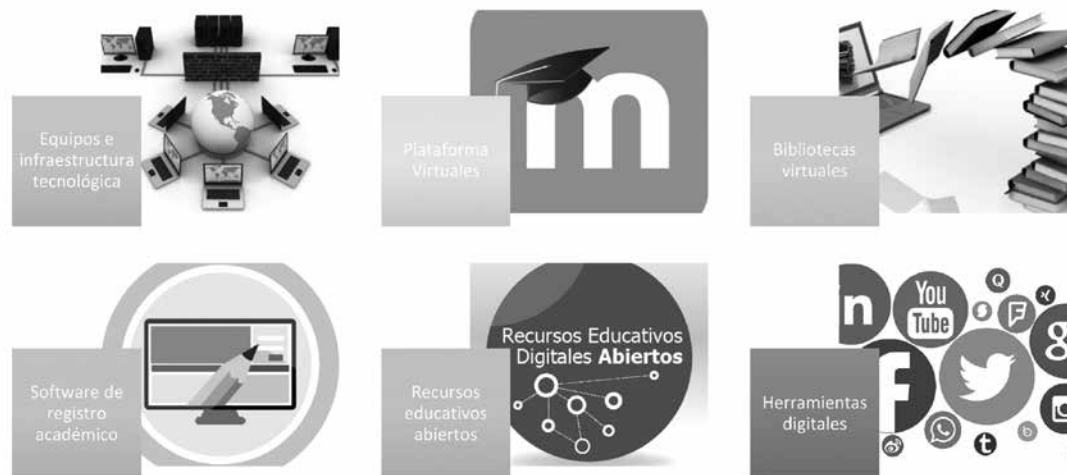 Equipos e
infraestructura
tecnológica
m
Plataforma
Virtuales
Bibliotecas
virtuales
Software de
registro
académico
Recursos Educativos
Digitales Abiertos
Recursos
educativos
abiertos
in
You
Tube
Q
S
f
g
t
Herramientas
digitales